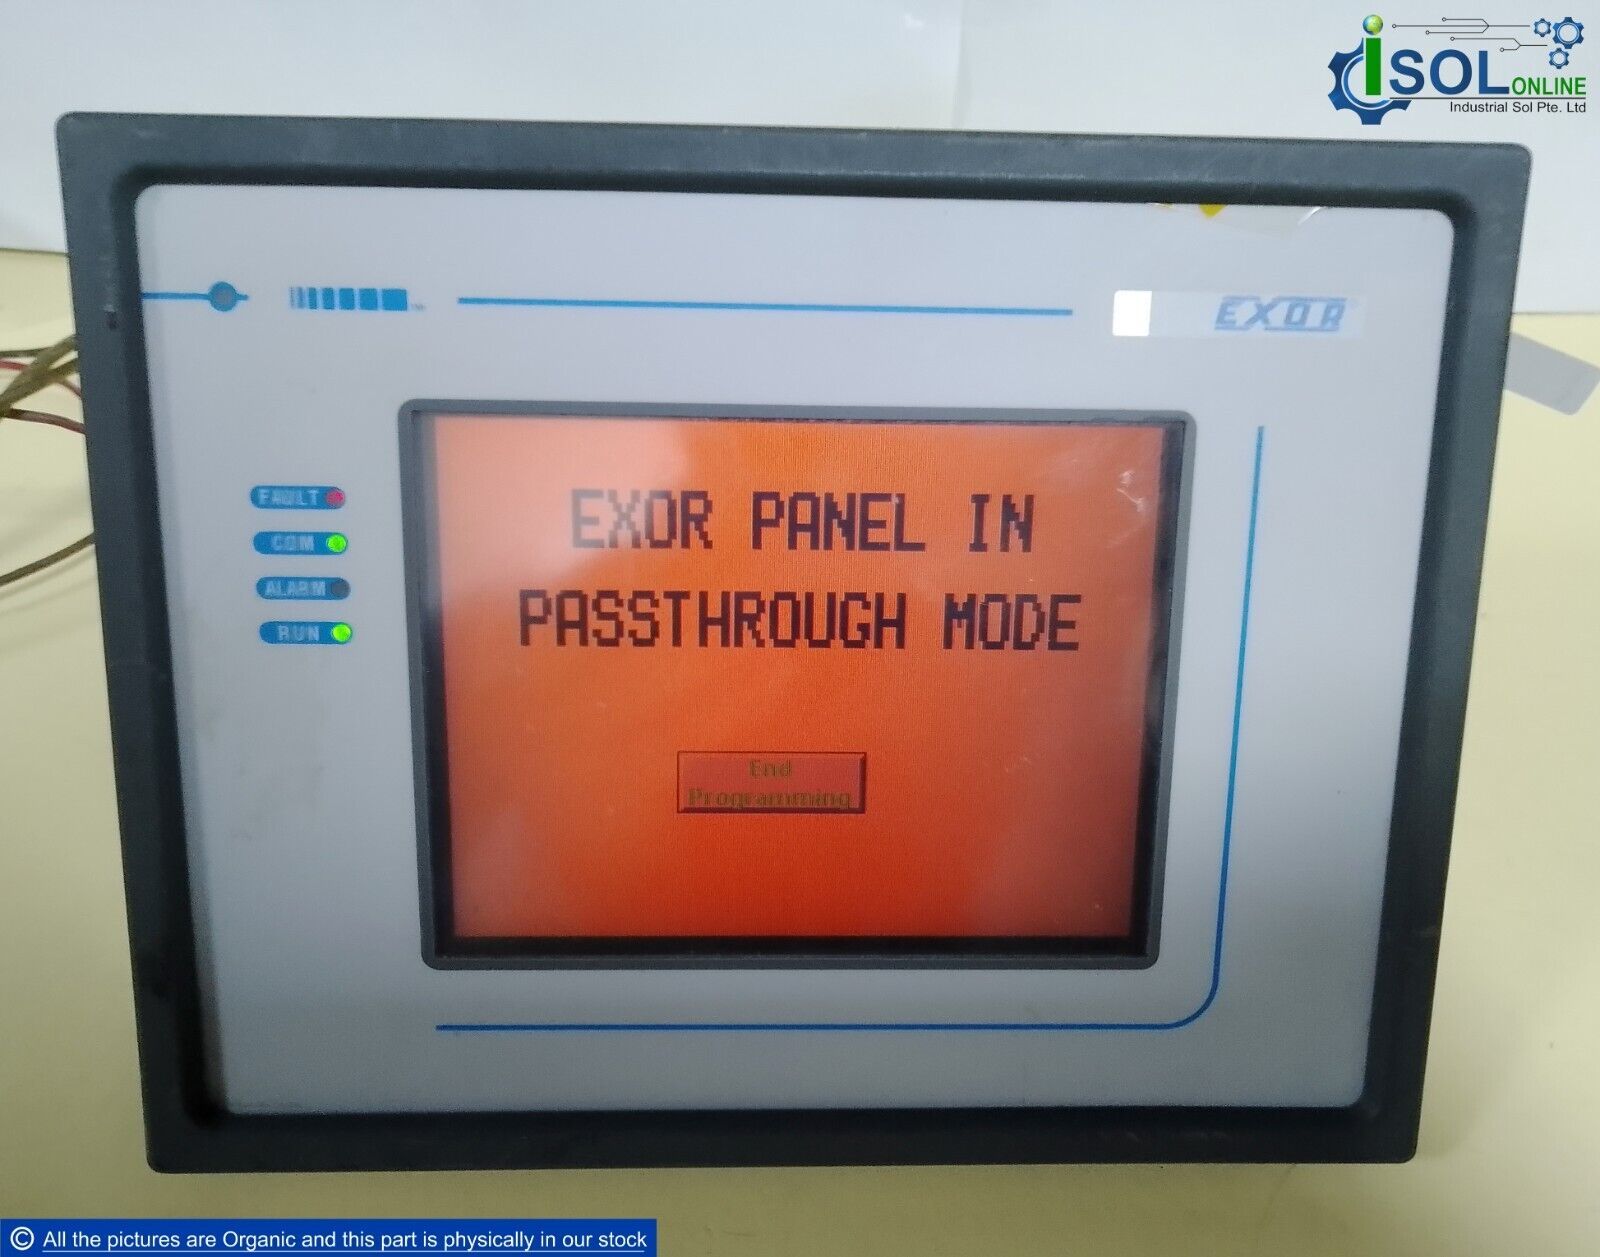 iSOL ONLINE
Industrial Sol Pte. Ltd
EXOR
FAULT
COM
ALARM
RUN
EXOR PANEL IN
PASSTHROUGH MODE
End
Programming
© All the pictures are Organic and this part is physically in our stock